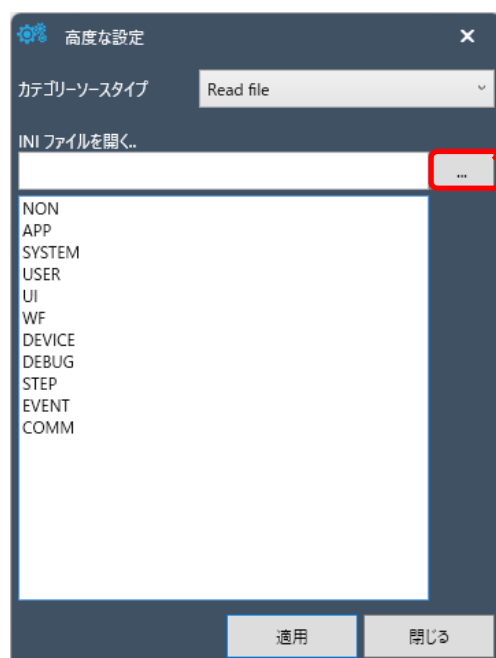 高度な設定
カテゴリーソースタイプ Read file
INI ファイルを開く..
...
NON
APP
SYSTEM
USER
UI
WF
DEVICE
DEBUG
STEP
EVENT
COMM
適用 閉じる